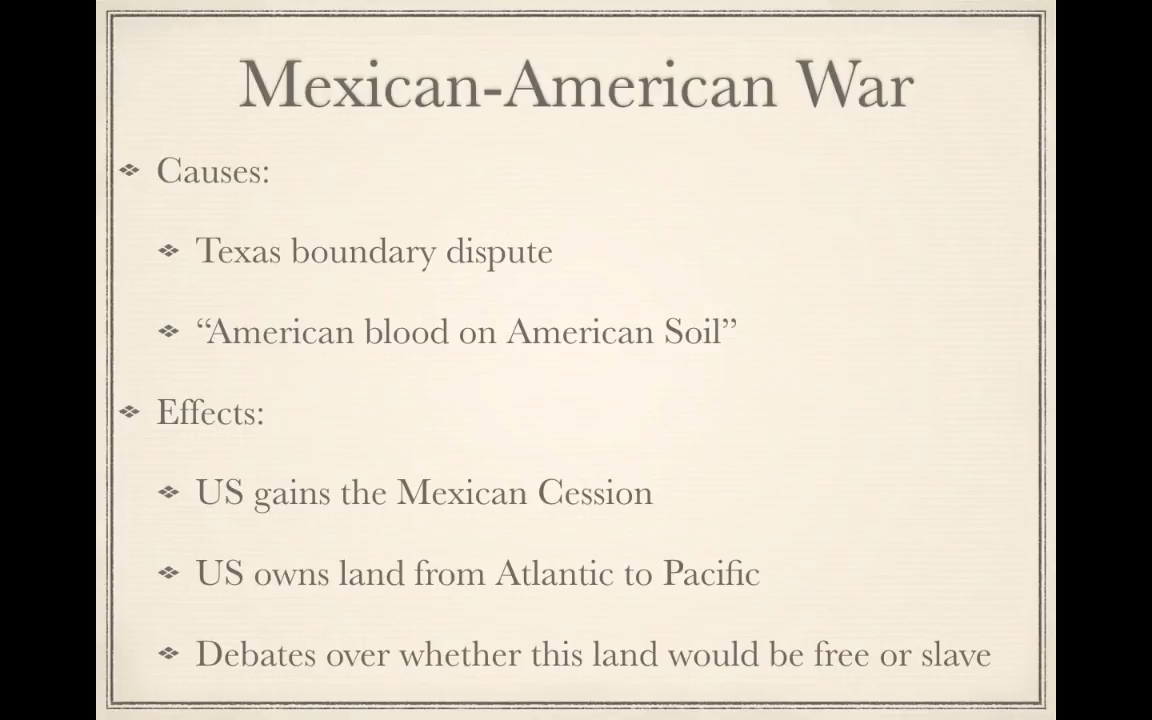 Mexican-American War
Causes:
Texas boundary dispute
“American blood on American Soil”
Effects:
US gains the Mexican Cession
US owns land from Atlantic to Pacific
Debates over whether this land would be free or slave